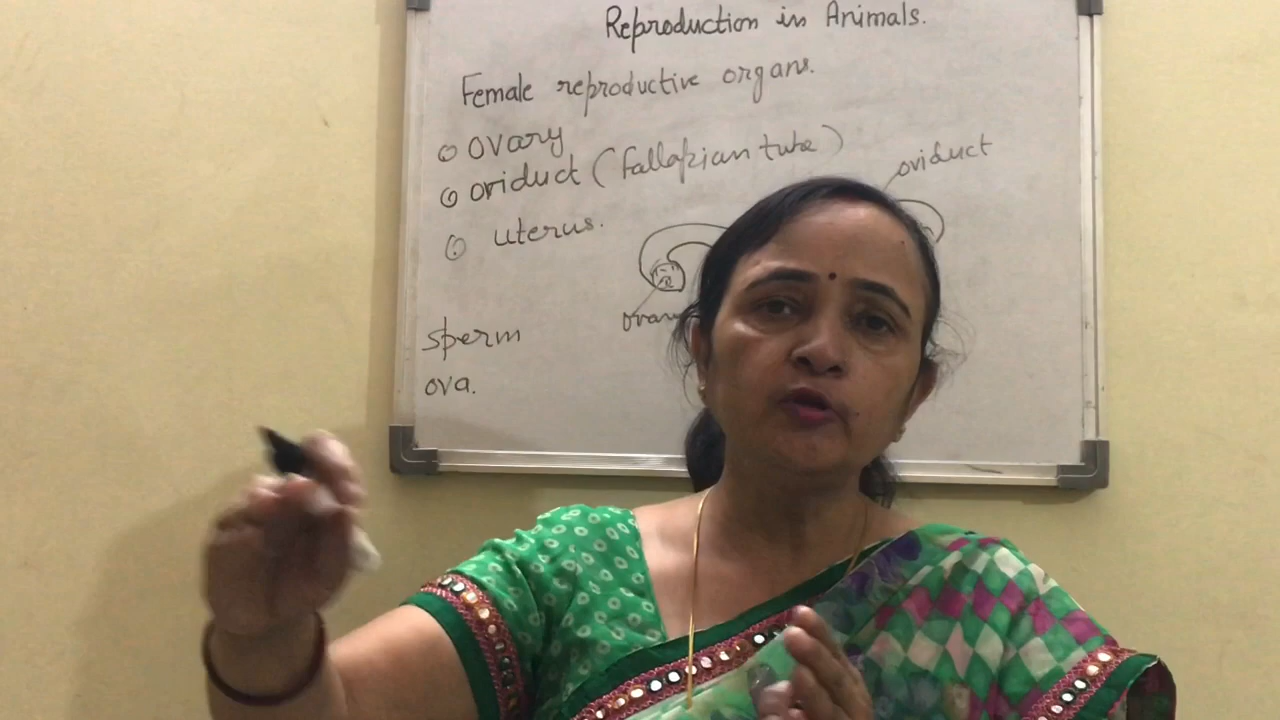 Reproduction in Animals.
Female reproductive organs.
ovary
oviduct (fallopian tube)
oviduct
uterus.
sperm
ova.